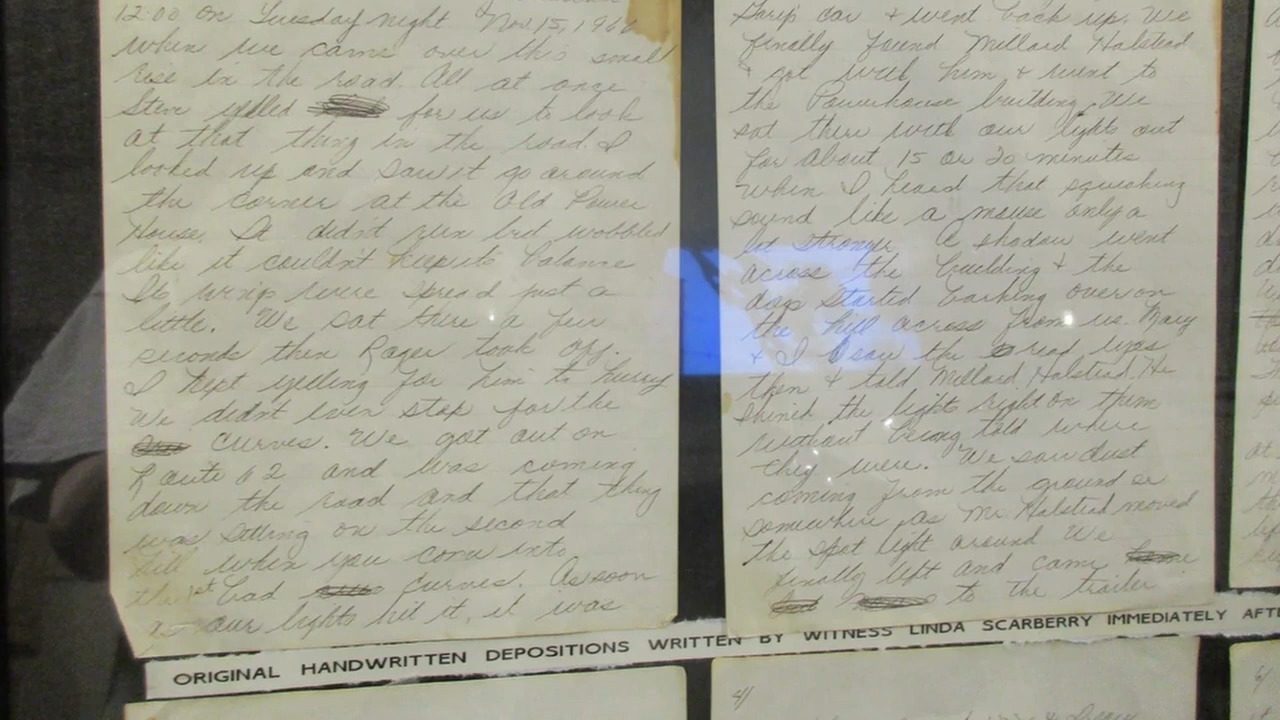 12:00 on Tuesday night Nov. 15, 1966
when we came over this small
rise in the road. All at once
Steve yelled for us to look
at that thing in the road. I
looked up and saw it go around
the corner at the Old Power
House. It didn't run but wobbled
like it couldn't keep its balance
Its wings were spread just a
little. We sat there a few
seconds then Roger took off.
I kept yelling for him to hurry
We didn't even stop for the
curves. We got out on
Route 62 and was coming
down the road and that thing
was sitting on the second
hill when you come into
the 1st bad curves. As soon
as our lights hit it, it was
Gary's car + went back up. We
finally found Millard Halstead
+ got with him + went to
the Powerhouse building. We
sat there with our lights out
for about 15 or 20 minutes
when I heard that squeaking
sound like a mouse only a
lot stronger. A shadow went
across the building + the
dogs started barking over on
the hill across from us. Mary
+ I saw the red
then + told Millard Halstead. He
shined the light right on them
without being told where
they were. We saw dust
coming from the ground or
somewhere as Mr. Halstead moved
the spot light around We
finally left and came
to the trailer
ORIGINAL HANDWRITTEN DEPOSITIONS WRITTEN BY WITNESS LINDA SCARBERRY IMMEDIATELY AFTE
4/
6/